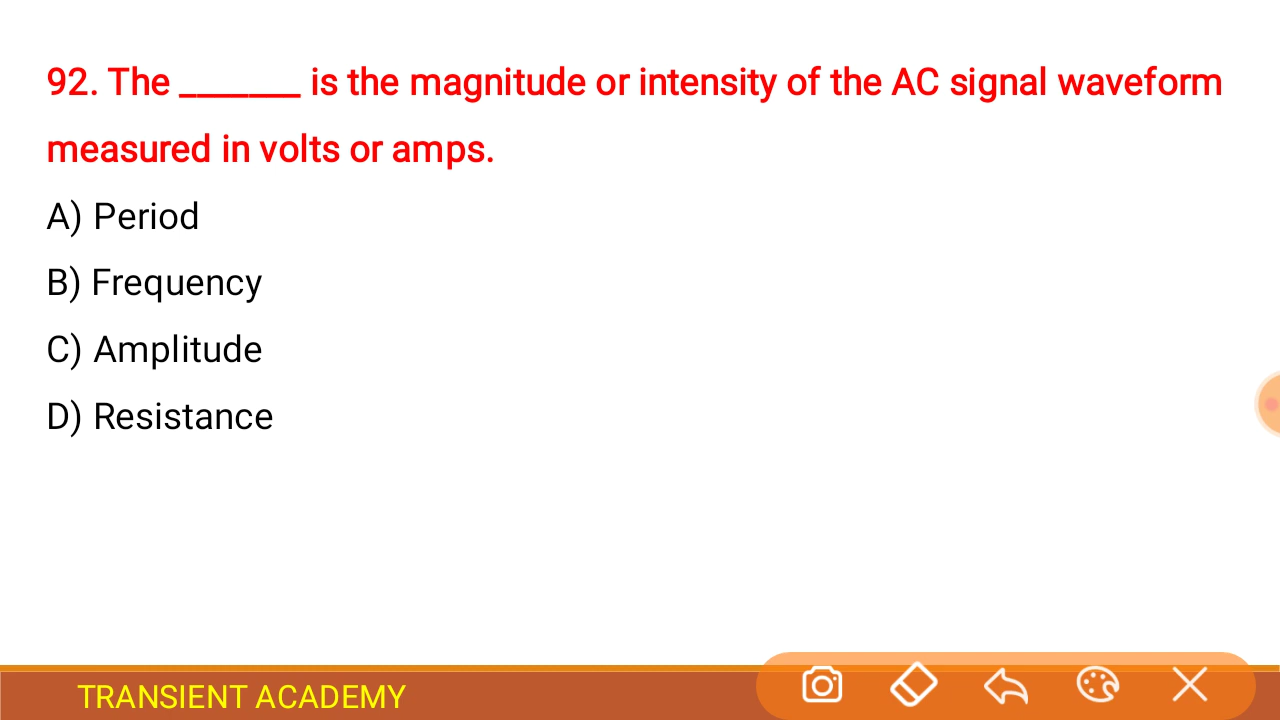 92. The _______ is the magnitude or intensity of the AC signal waveform
measured in volts or amps.
A) Period
B) Frequency
C) Amplitude
D) Resistance
TRANSIENT ACADEMY